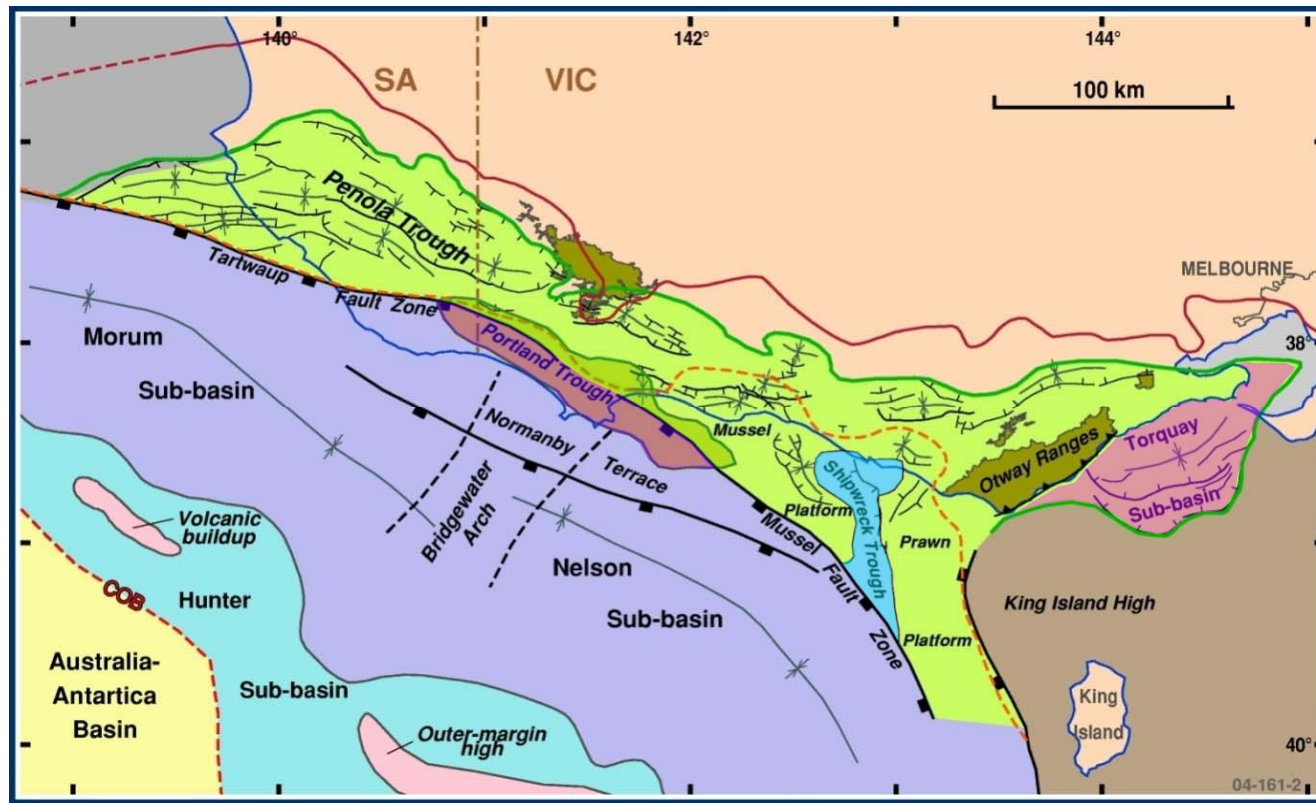 140°
142°
144°
SA
VIC
100 km
Penola Trough
MELBOURNE
Tartwaup
Fault Zone
38°
Morum
Sub-basin
Portland Trough
Normanby
Terrace
Mussel
Platform
Shipwreck Trough
Otway Ranges
Torquay
Sub-basin
Bridgewater
Arch
Volcanic
buildup
Mussel
Fault
Zone
Prawn
Platform
Nelson
Sub-basin
King Island High
COB
Hunter
Sub-basin
Australia-
Antartica
Basin
Outer-margin
high
King
Island
40°
04-161-2